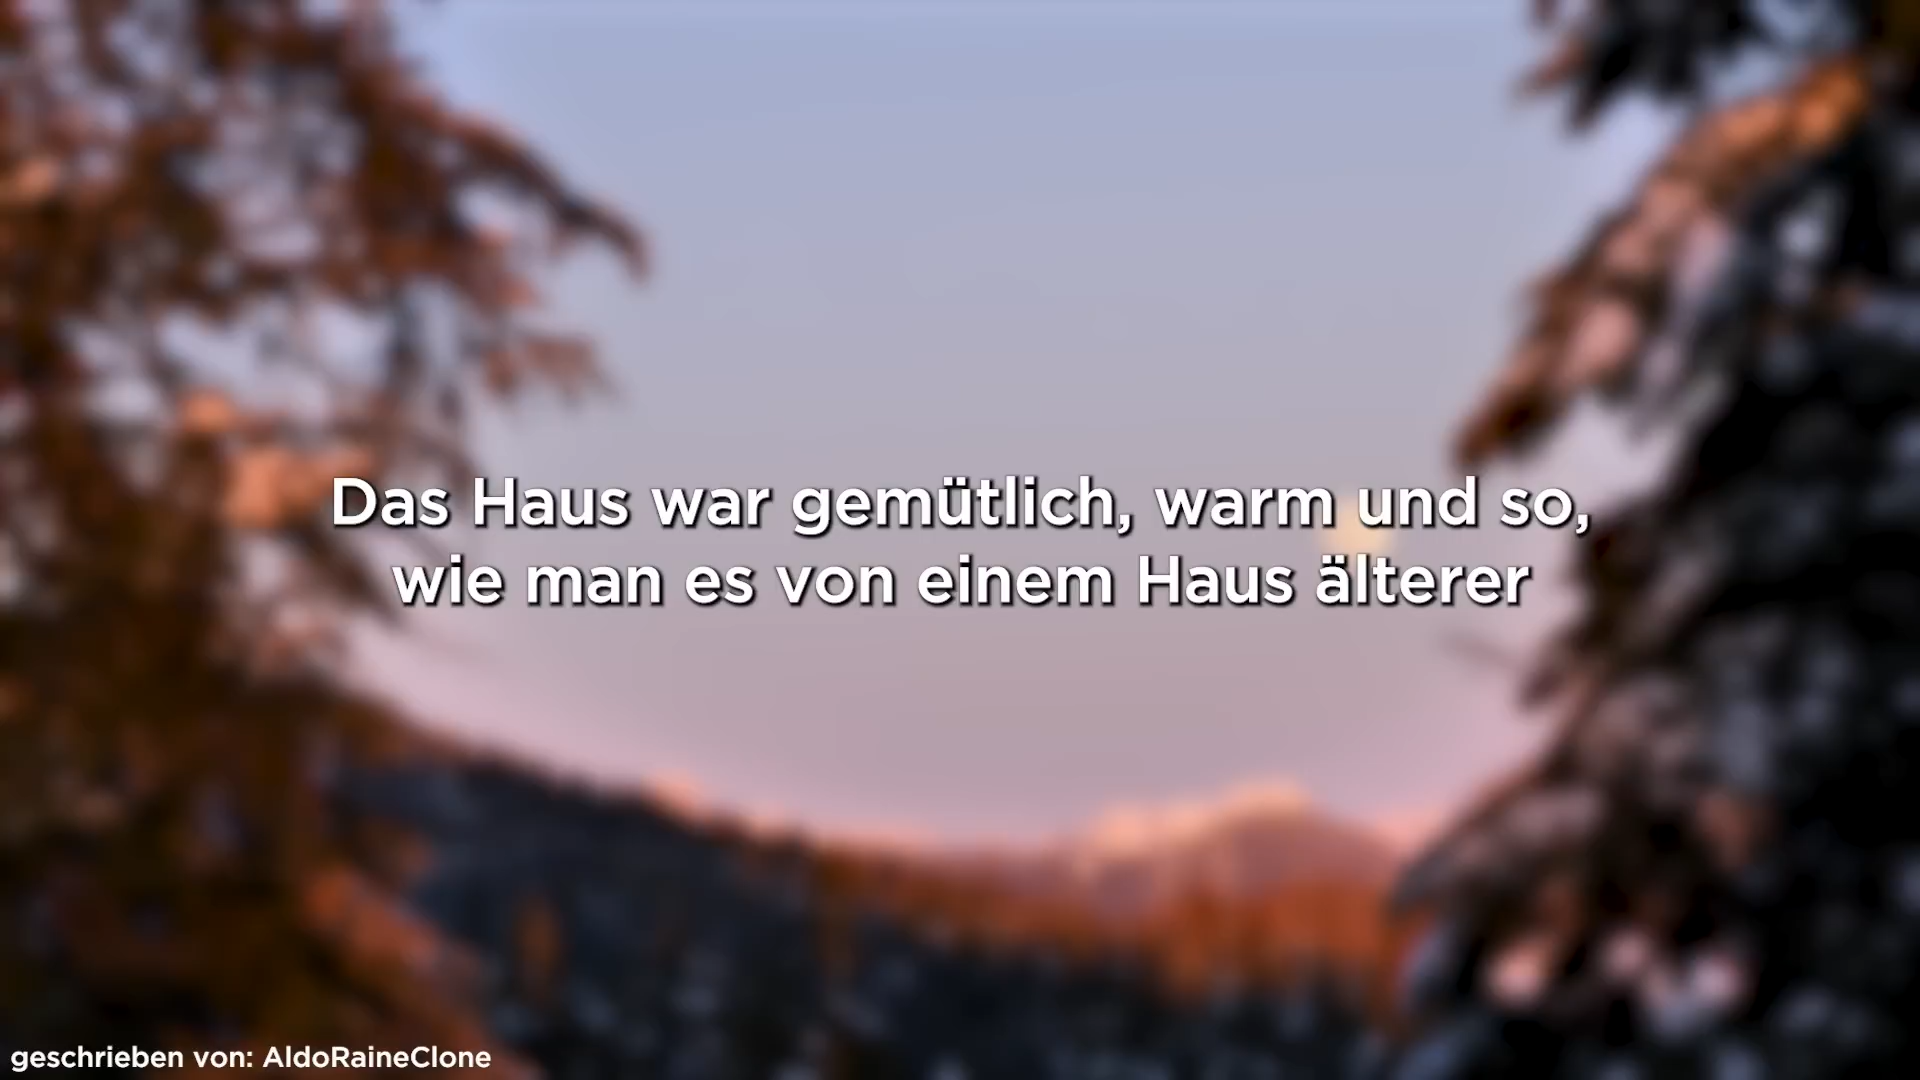 Das Haus war gemütlich, warm und so,
wie man es von einem Haus älterer
geschrieben von: AldoRaineClone